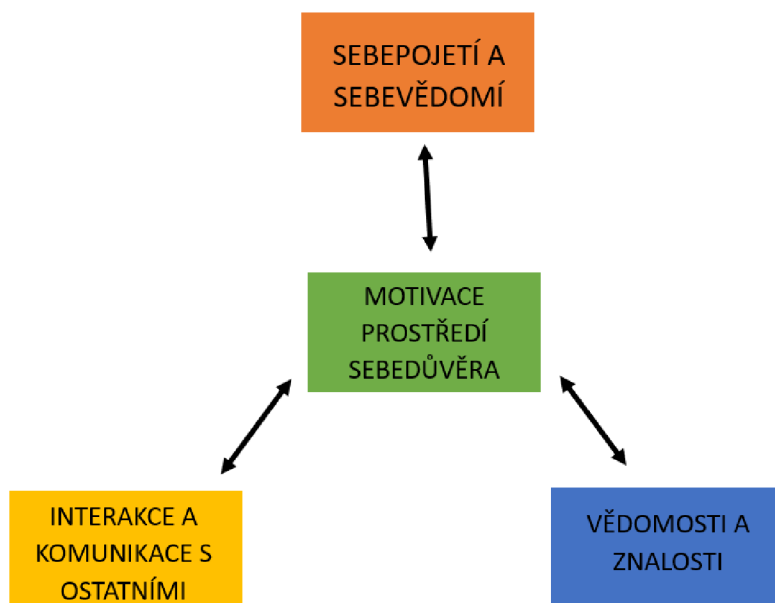 SEBEPOJETÍ A
SEBEVĚDOMÍ
MOTIVACE
PROSTŘEDÍ
SEBEDŮVĚRA
INTERAKCE A
KOMUNIKACE S
OSTATNÍMI
VĚDOMOSTI A
ZNALOSTI